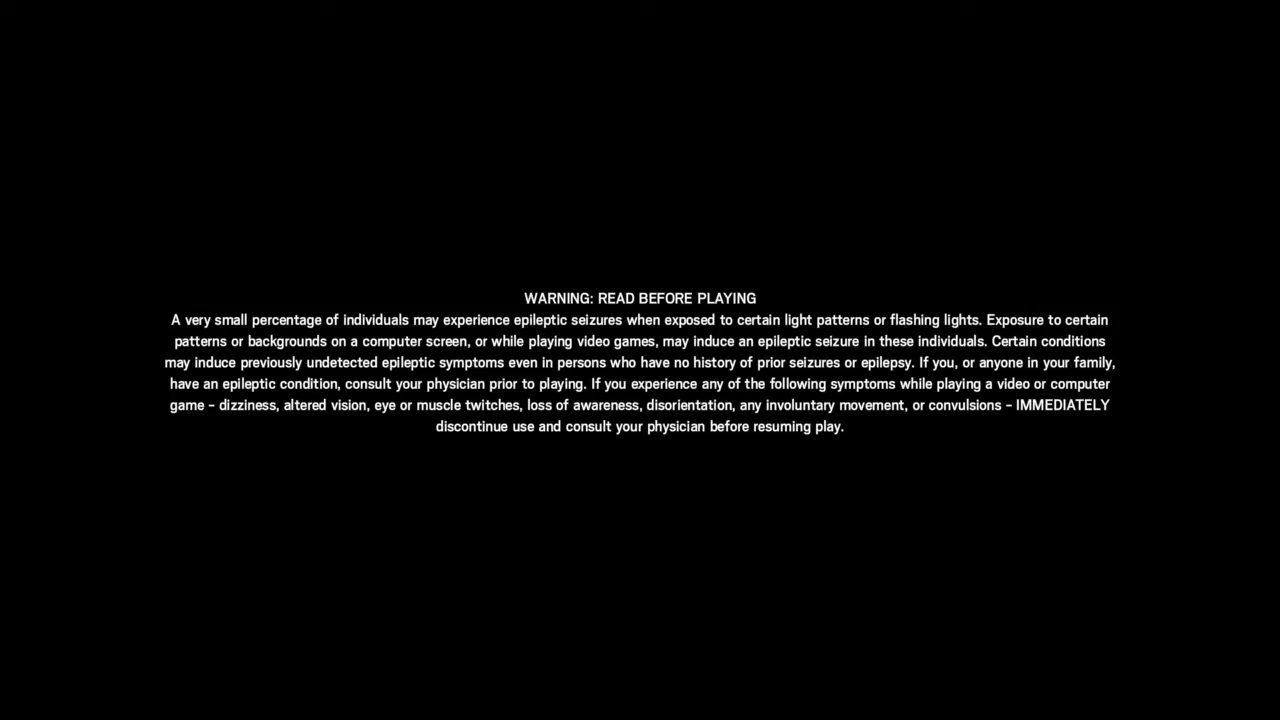 WARNING: READ BEFORE PLAYING
A very small percentage of individuals may experience epileptic seizures when exposed to certain light patterns or flashing lights. Exposure to certain
patterns or backgrounds on a computer screen, or while playing video games, may induce an epileptic seizure in these individuals. Certain conditions
may induce previously undetected epileptic symptoms even in persons who have no history of prior seizures or epilepsy. If you, or anyone in your family,
have an epileptic condition, consult your physician prior to playing. If you experience any of the following symptoms while playing a video or computer
game - dizziness, altered vision, eye or muscle twitches, loss of awareness, disorientation, any involuntary movement, or convulsions - IMMEDIATELY
discontinue use and consult your physician before resuming play.